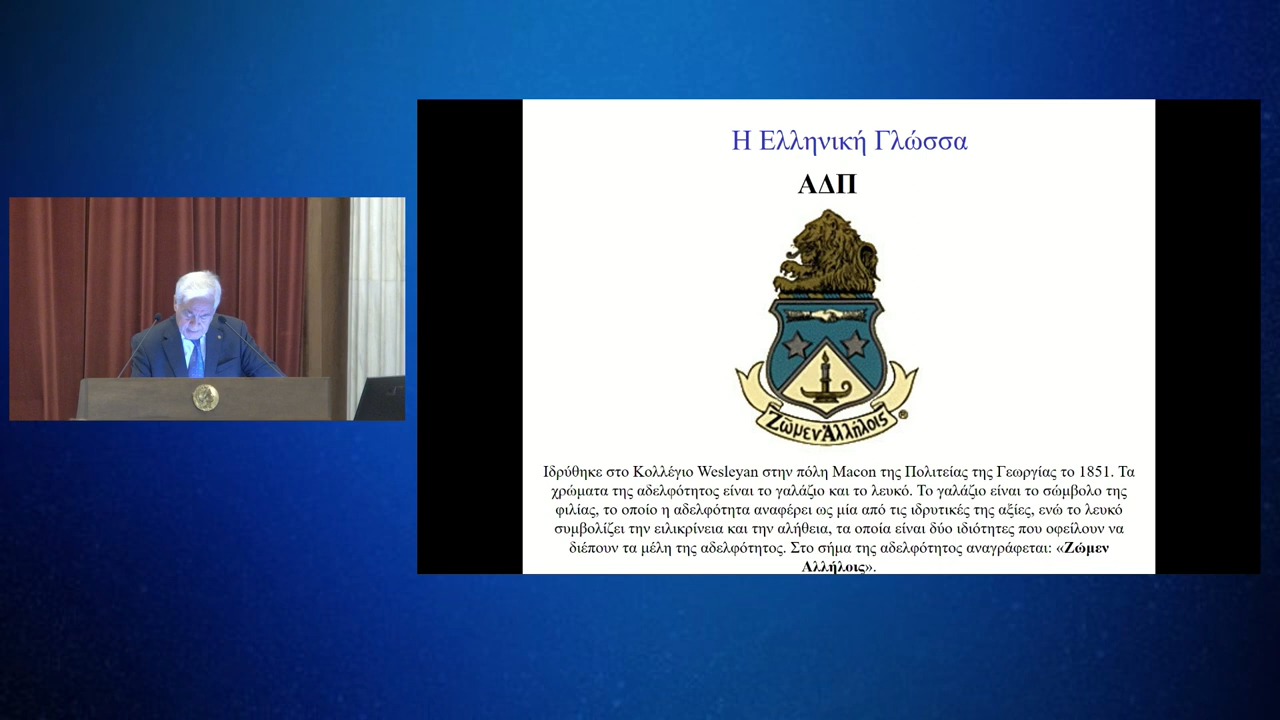 Η Ελληνική Γλώσσα
ΑΔΠ
Ζῶμεν Ἀλλήλοις
®
Ιδρύθηκε στο Κολλέγιο Wesleyan στην πόλη Macon της Πολιτείας της Γεωργίας το 1851. Τα
χρώματα της αδελφότητος είναι το γαλάζιο και το λευκό. Το γαλάζιο είναι το σώμβολο της
φιλίας, το οποίο η αδελφότητα αναφέρει ως μία από τις ιδρυτικές της αξίες, ενώ το λευκό
συμβολίζει την ειλικρίνεια και την αλήθεια, τα οποία είναι δύο ιδιότητες που οφείλουν να
διέπουν τα μέλη της αδελφότητος. Στο σήμα της αδελφότητος αναγράφεται: «Ζώμεν
Αλλήλοις».